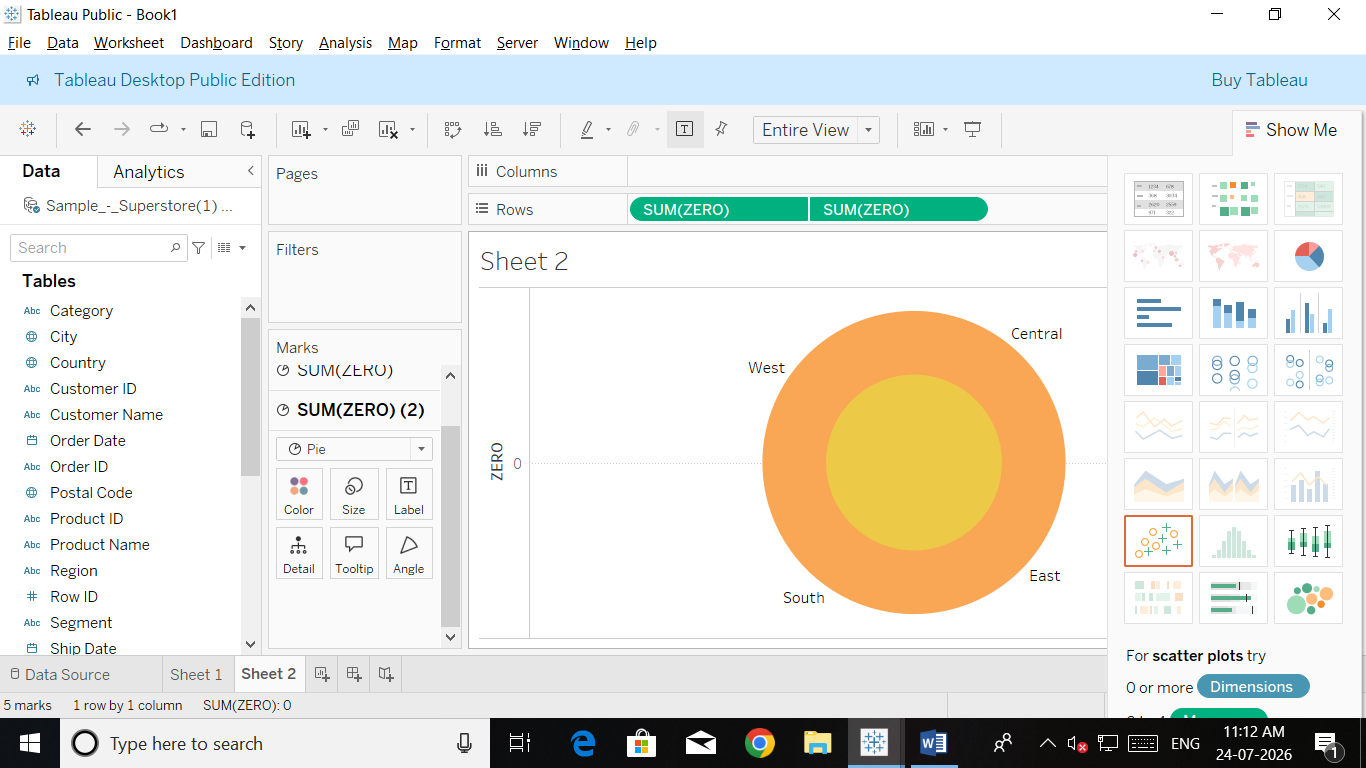 Tableau Public - Book1
File Data Worksheet Dashboard Story Analysis Map Format Server Window Help
Tableau Desktop Public Edition Buy Tableau
Entire View Show Me
Data Analytics Pages Columns
Sample_-_Superstore(1) ... Rows SUM(ZERO) SUM(ZERO)
Search Filters
Tables
Sheet 2
Abc Category
City
Country
Abc Customer ID
Abc Customer Name
Order Date
Abc Order ID
Postal Code
Abc Product ID
Abc Product Name
Abc Region
Row ID
Abc Segment
Ship Date
Marks
SUM(ZERO)
SUM(ZERO) (2)
Pie
Color Size Label
Detail Tooltip Angle
ZERO
0
Central
West
East
South
For scatter plots try
0 or more Dimensions
Data Source Sheet 1 Sheet 2
5 marks 1 row by 1 column SUM(ZERO): 0
Type here to search
ENG
11:12 AM
24-07-2026
1